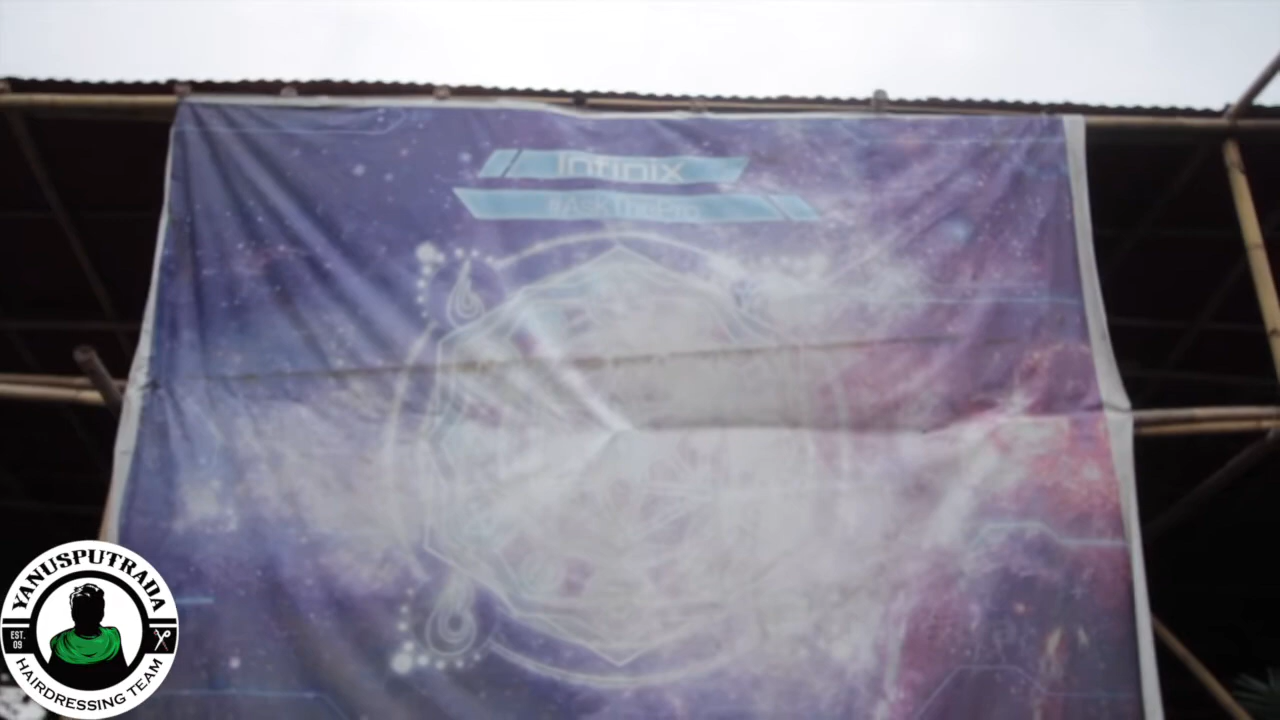 Infinix
YANUSPUTRADA
EST.
09
HAIRDRESSING TEAM